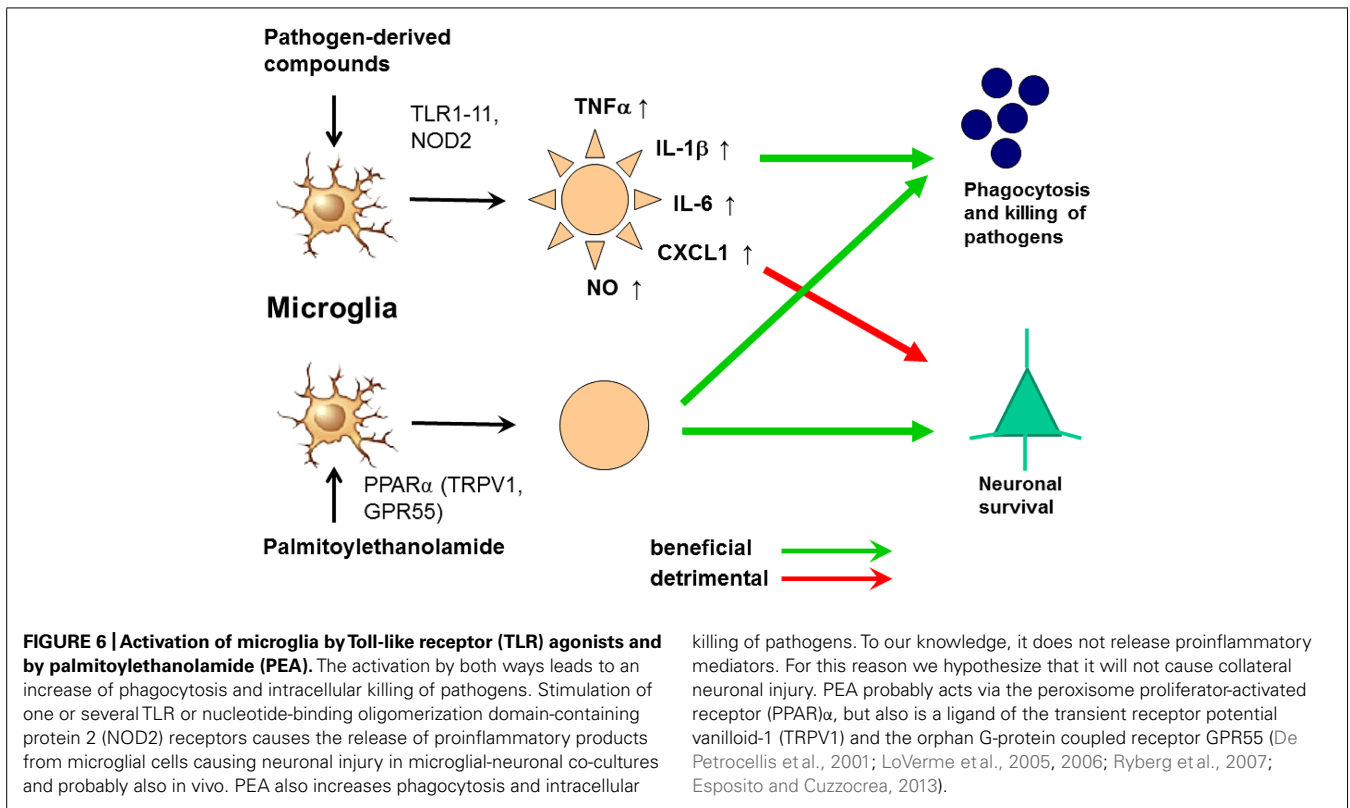 Pathogen-derived
compounds
TLR1-11,
NOD2
TNFα ↑
IL-1β ↑
IL-6 ↑
CXCL1 ↑
NO ↑
Phagocytosis
and killing of
pathogens
Microglia
PPARα (TRPV1,
GPR55)
Palmitoylethanolamide
Neuronal
survival
beneficial
detrimental
FIGURE 6 | Activation of microglia by Toll-like receptor (TLR) agonists and
by palmitoylethanolamide (PEA). The activation by both ways leads to an
increase of phagocytosis and intracellular killing of pathogens. Stimulation of
one or several TLR or nucleotide-binding oligomerization domain-containing
protein 2 (NOD2) receptors causes the release of proinflammatory products
from microglial cells causing neuronal injury in microglial-neuronal co-cultures
and probably also in vivo. PEA also increases phagocytosis and intracellular
killing of pathogens. To our knowledge, it does not release proinflammatory
mediators. For this reason we hypothesize that it will not cause collateral
neuronal injury. PEA probably acts via the peroxisome proliferator-activated
receptor (PPAR)α, but also is a ligand of the transient receptor potential
vanilloid-1 (TRPV1) and the orphan G-protein coupled receptor GPR55 (De
Petrocellis et al., 2001; LoVerme et al., 2005, 2006; Ryberg et al., 2007;
Esposito and Cuzzocrea, 2013).